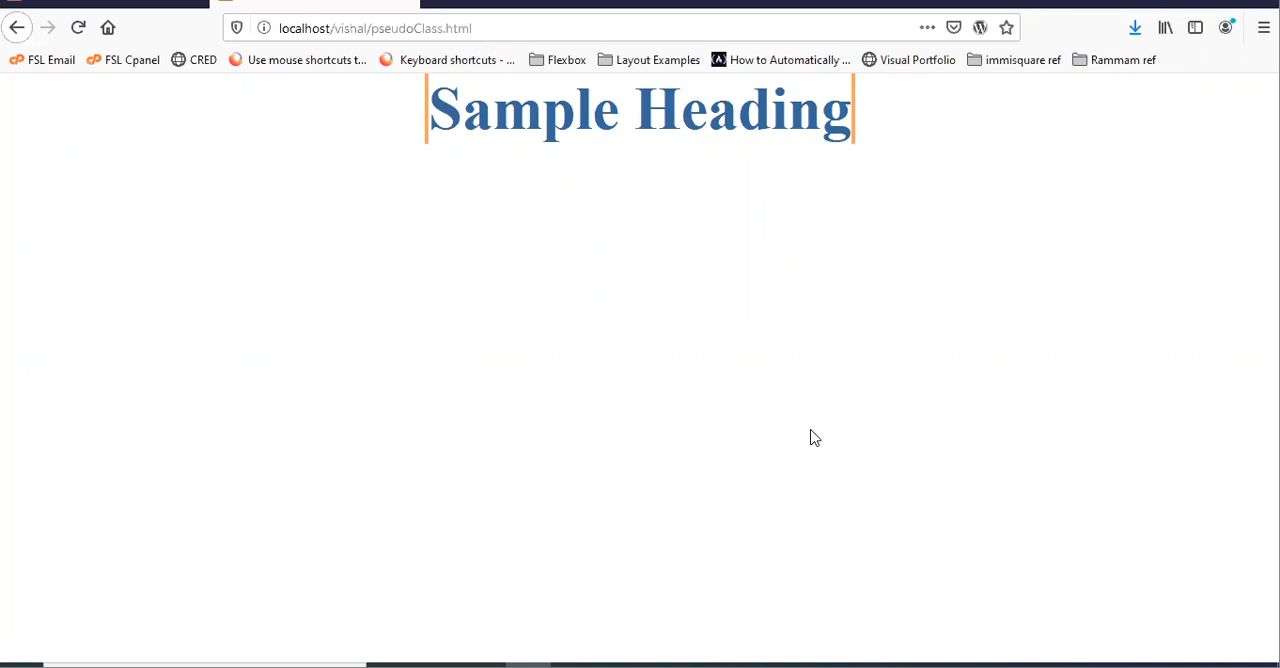 localhost/vishal/pseudoClass.html
FSL Email FSL Cpanel CRED Use mouse shortcuts t... Keyboard shortcuts - ... Flexbox Layout Examples How to Automatically ... Visual Portfolio immisquare ref Rammam ref
Sample Heading